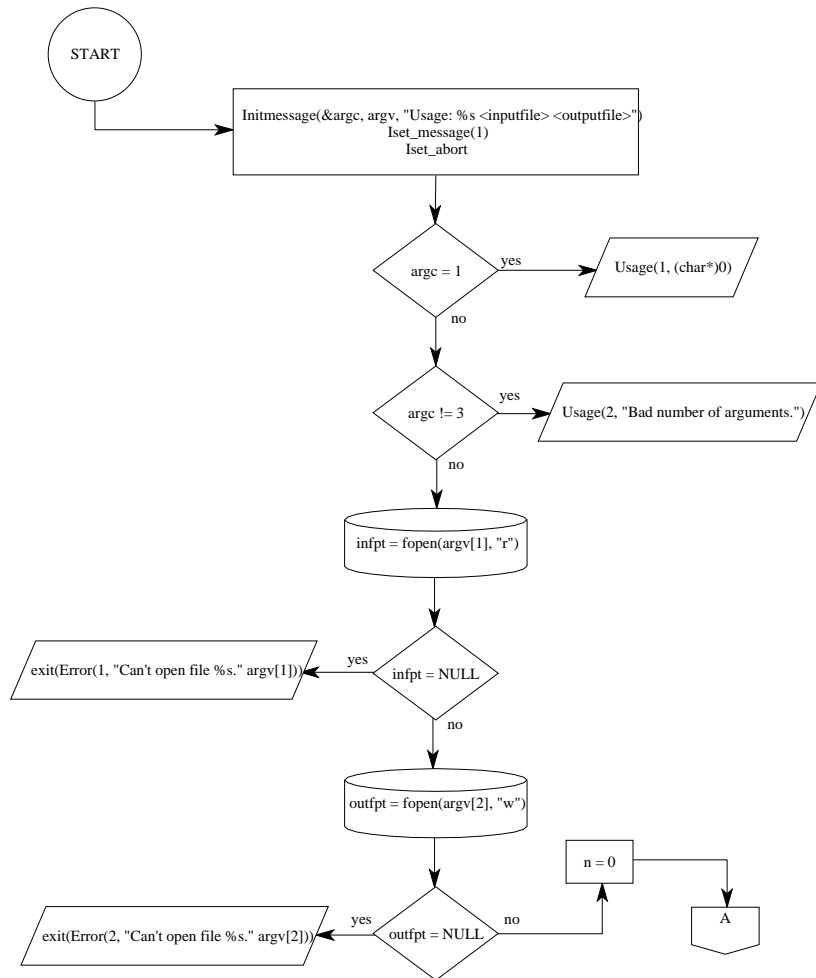 START
Initmessage(&argc, argv, "Usage: %s <inputfile> <outputfile>")
Iset_message(1)
Iset_abort
argc = 1
yes
Usage(1, (char*)0)
no
argc != 3
yes
Usage(2, "Bad number of arguments.")
no
infpt = fopen(argv[1], "r")
exit(Error(1, "Can't open file %s." argv[1]))
yes
infpt = NULL
no
outfpt = fopen(argv[2], "w")
n = 0
A
exit(Error(2, "Can't open file %s." argv[2]))
yes
outfpt = NULL
no